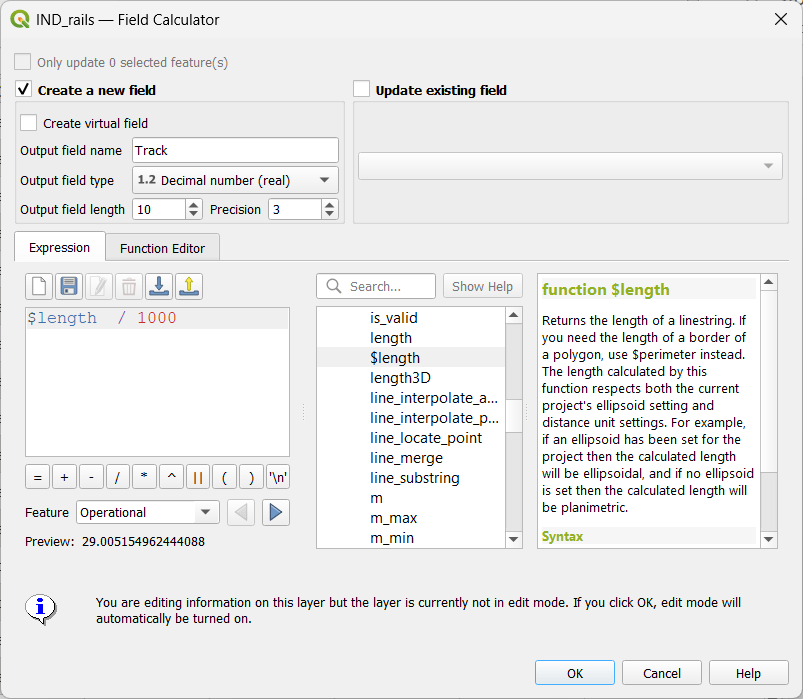 IND_rails — Field Calculator
Only update 0 selected feature(s)
Create a new field
Update existing field
Create virtual field
Output field name Track
Output field type 1.2 Decimal number (real)
Output field length 10 Precision 3
Expression Function Editor
Search... Show Help
$length / 1000
is_valid
length
$length
length3D
line_interpolate_a...
line_interpolate_p...
line_locate_point
line_merge
line_substring
m
m_max
m_min
function $length
Returns the length of a linestring. If
you need the length of a border of
a polygon, use $perimeter instead.
The length calculated by this
function respects both the current
project's ellipsoid setting and
distance unit settings. For example,
if an ellipsoid has been set for the
project then the calculated length
will be ellipsoidal, and if no ellipsoid
is set then the calculated length will
be planimetric.
Syntax
= + - / * ^ || ( ) '\n'
Feature Operational
Preview: 29.005154962444088
You are editing information on this layer but the layer is currently not in edit mode. If you click OK, edit mode will
automatically be turned on.
OK Cancel Help